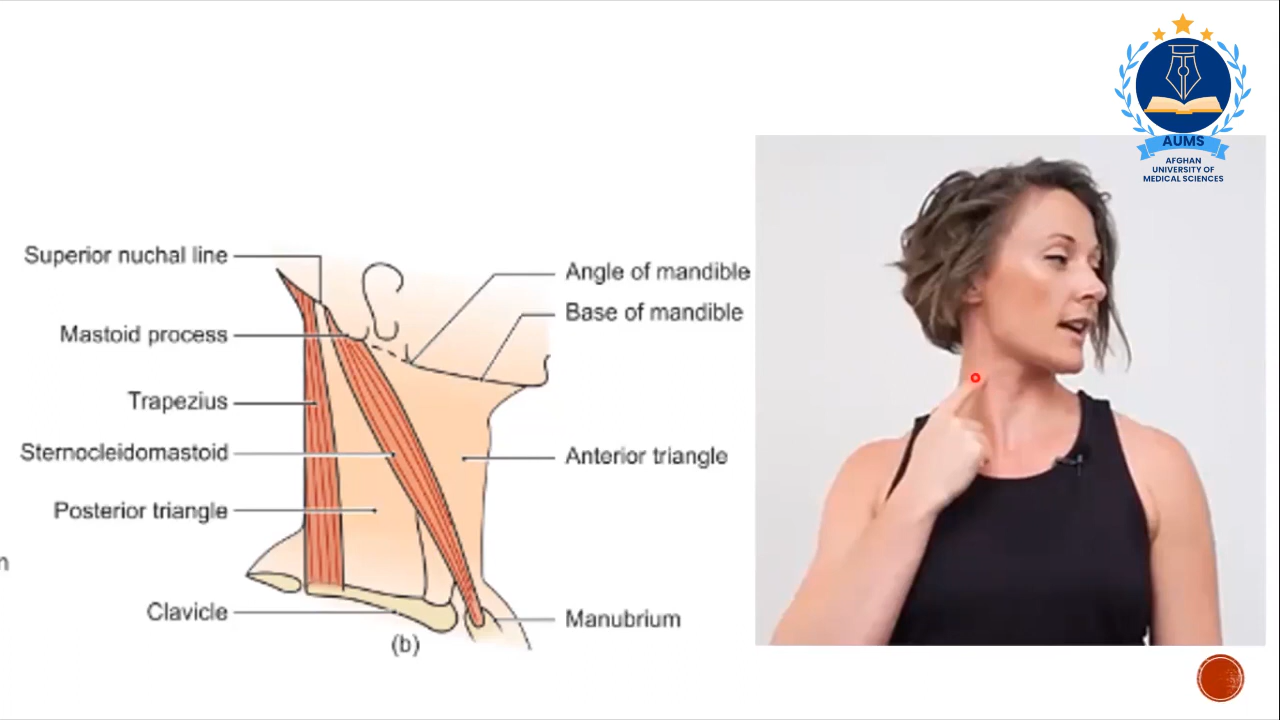 AUMS
AFGHAN
UNIVERSITY OF
MEDICAL SCIENCES
Superior nuchal line
Mastoid process
Trapezius
Sternocleidomastoid
Posterior triangle
Clavicle
Angle of mandible
Base of mandible
Anterior triangle
Manubrium
(b)